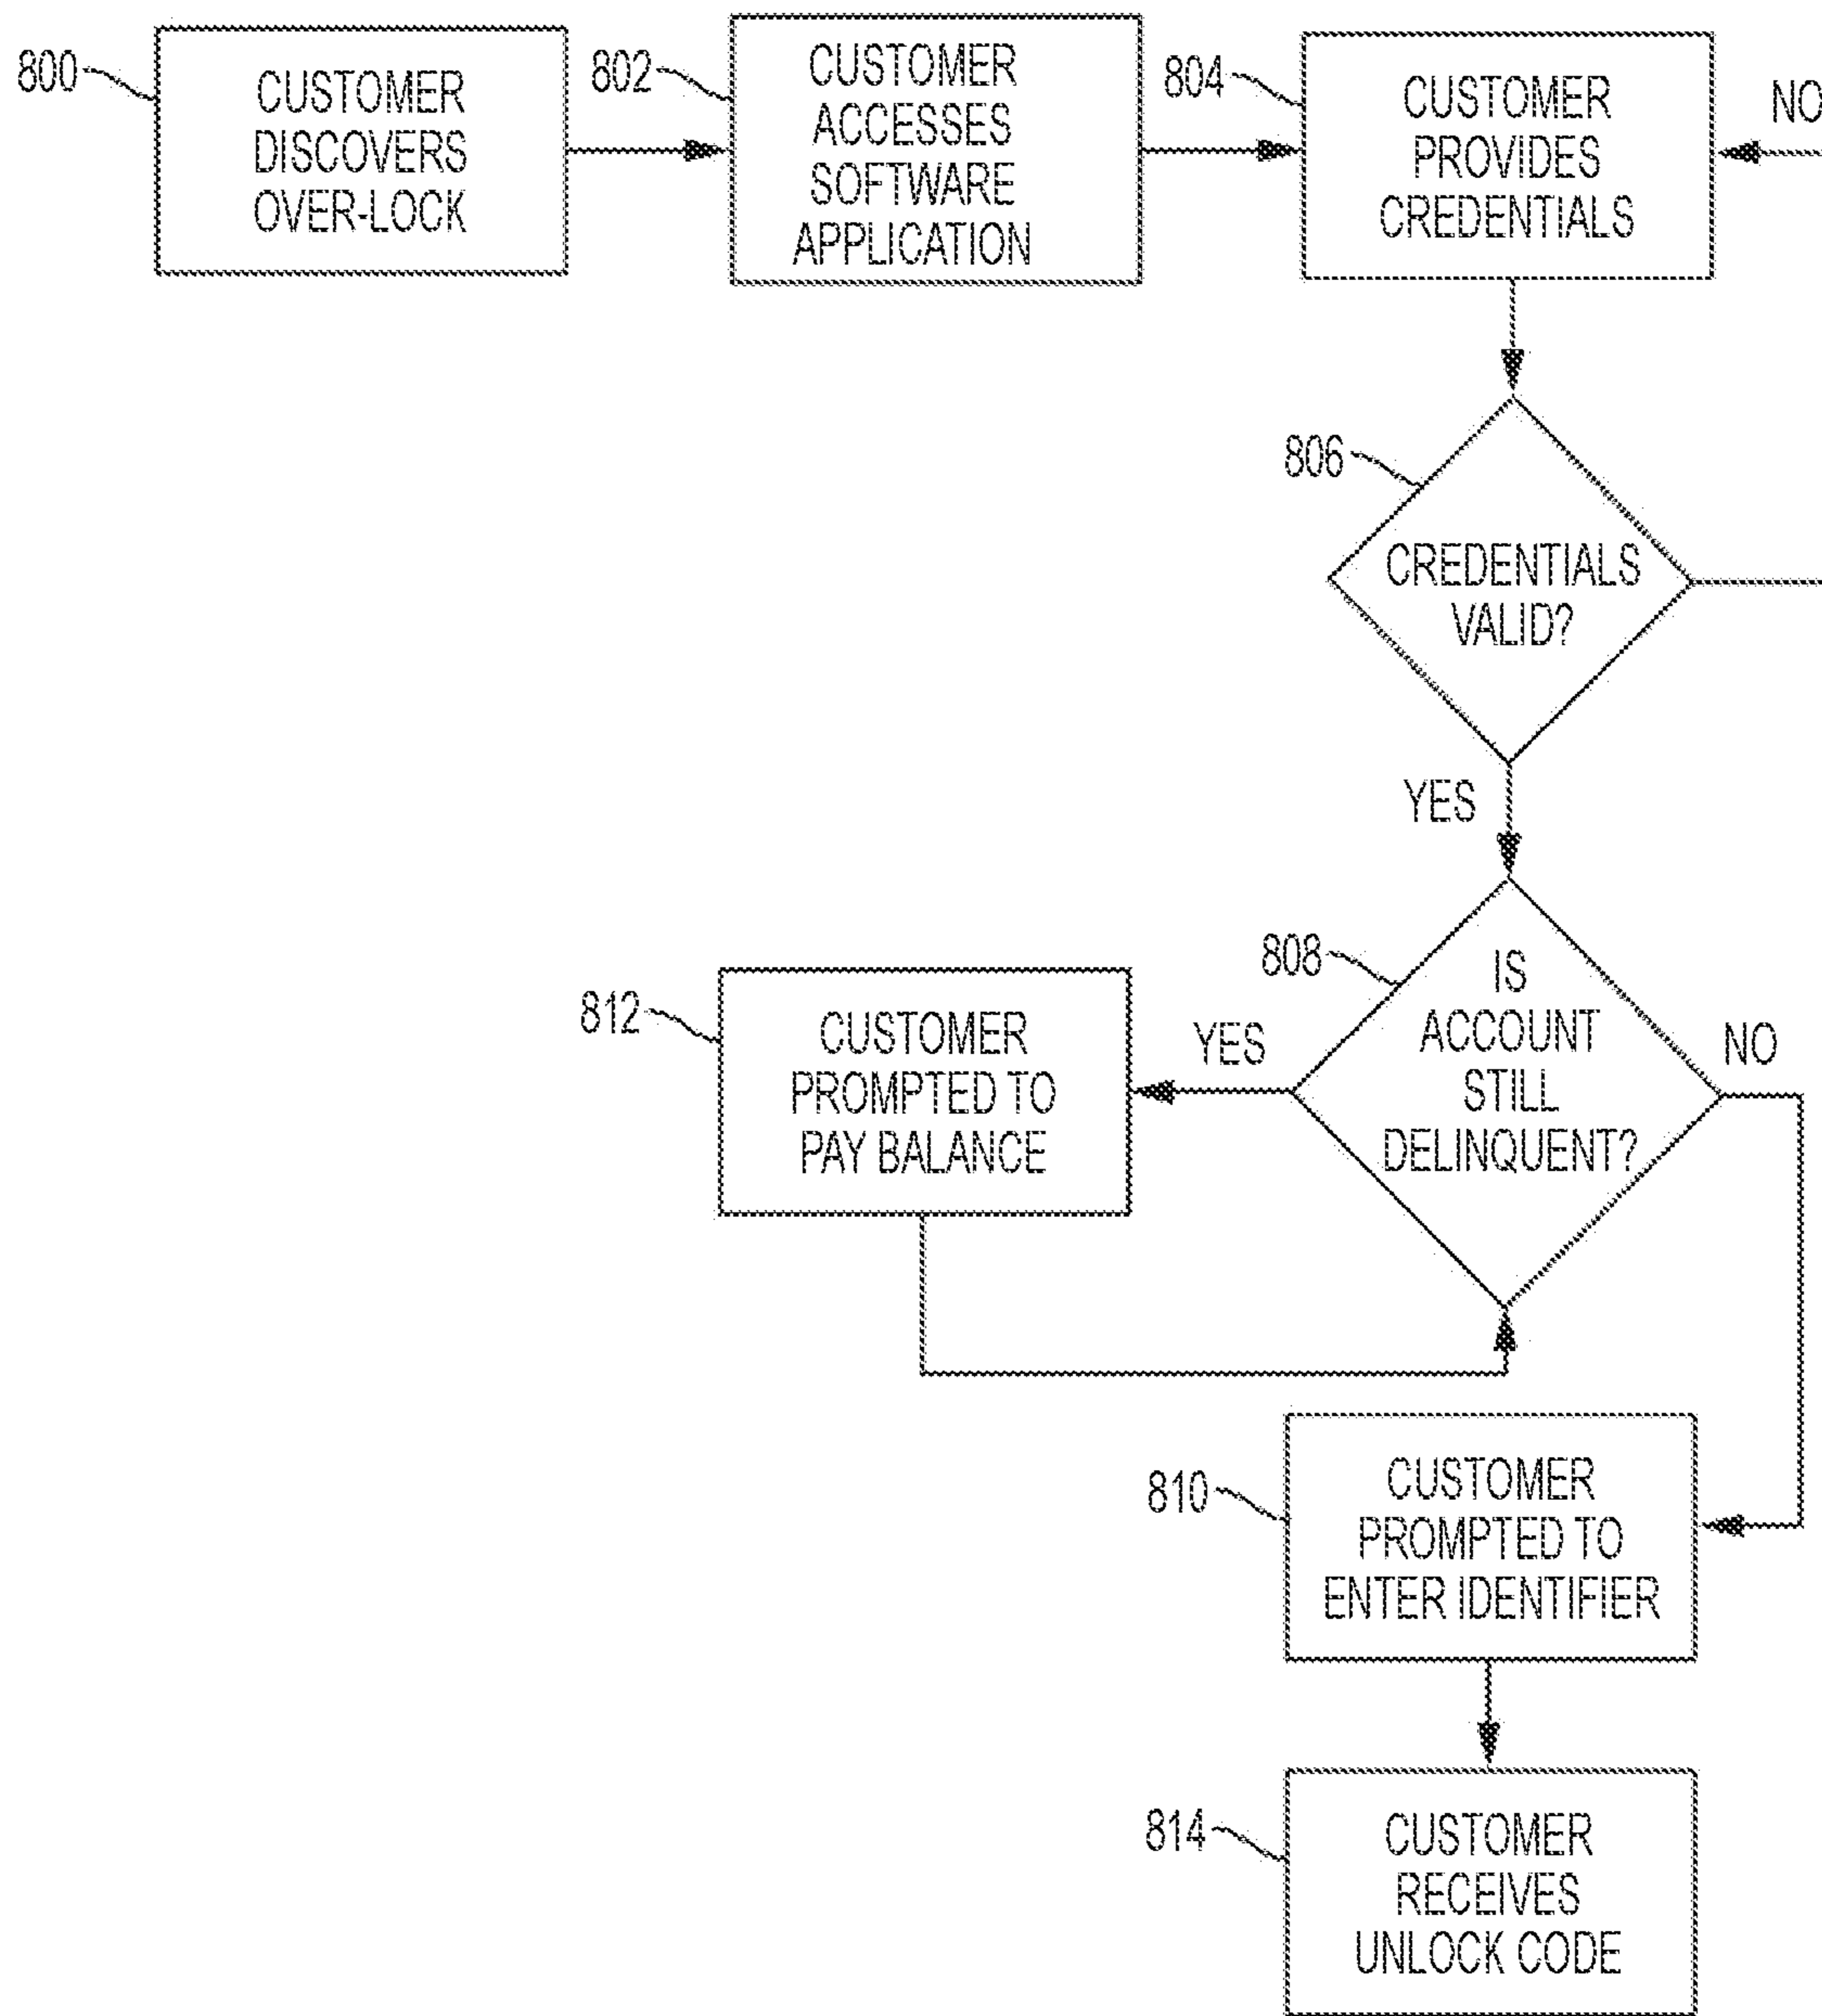 800
CUSTOMER
DISCOVERS
OVER-LOCK
802
CUSTOMER
ACCESSES
SOFTWARE
APPLICATION
804
CUSTOMER
PROVIDES
CREDENTIALS
NO
806
CREDENTIALS
VALID?
YES
808
IS
ACCOUNT
STILL
DELINQUENT?
YES
NO
812
CUSTOMER
PROMPTED TO
PAY BALANCE
810
CUSTOMER
PROMPTED TO
ENTER IDENTIFIER
814
CUSTOMER
RECEIVES
UNLOCK CODE